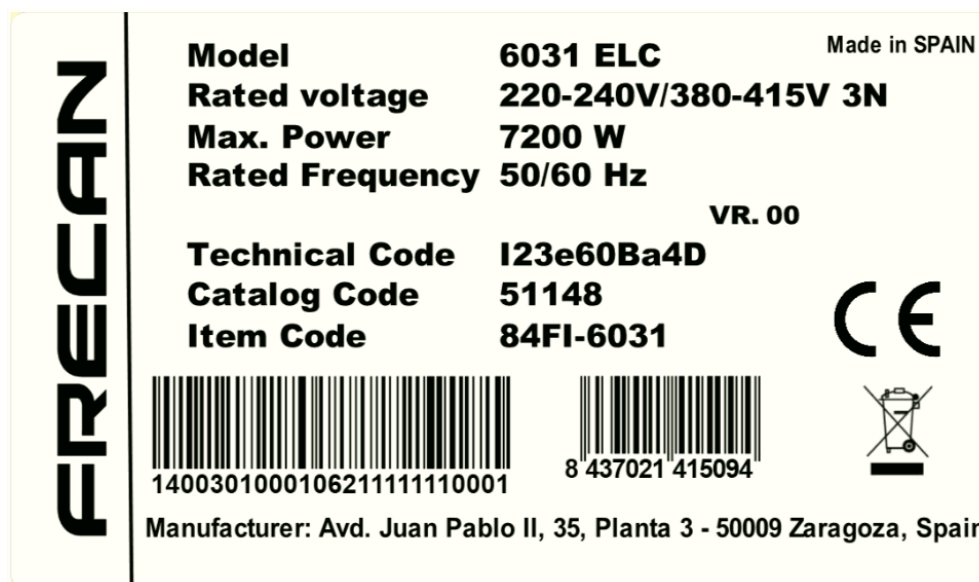 FRECAN
Made in SPAIN
Model 6031 ELC
Rated voltage 220-240V/380-415V 3N
Max. Power 7200 W
Rated Frequency 50/60 Hz
VR. 00
Technical Code I23e60Ba4D
Catalog Code 51148
Item Code 84FI-6031
CE
14003010001062111111110001
8 437021 415094
Manufacturer: Avd. Juan Pablo II, 35, Planta 3 - 50009 Zaragoza, Spain